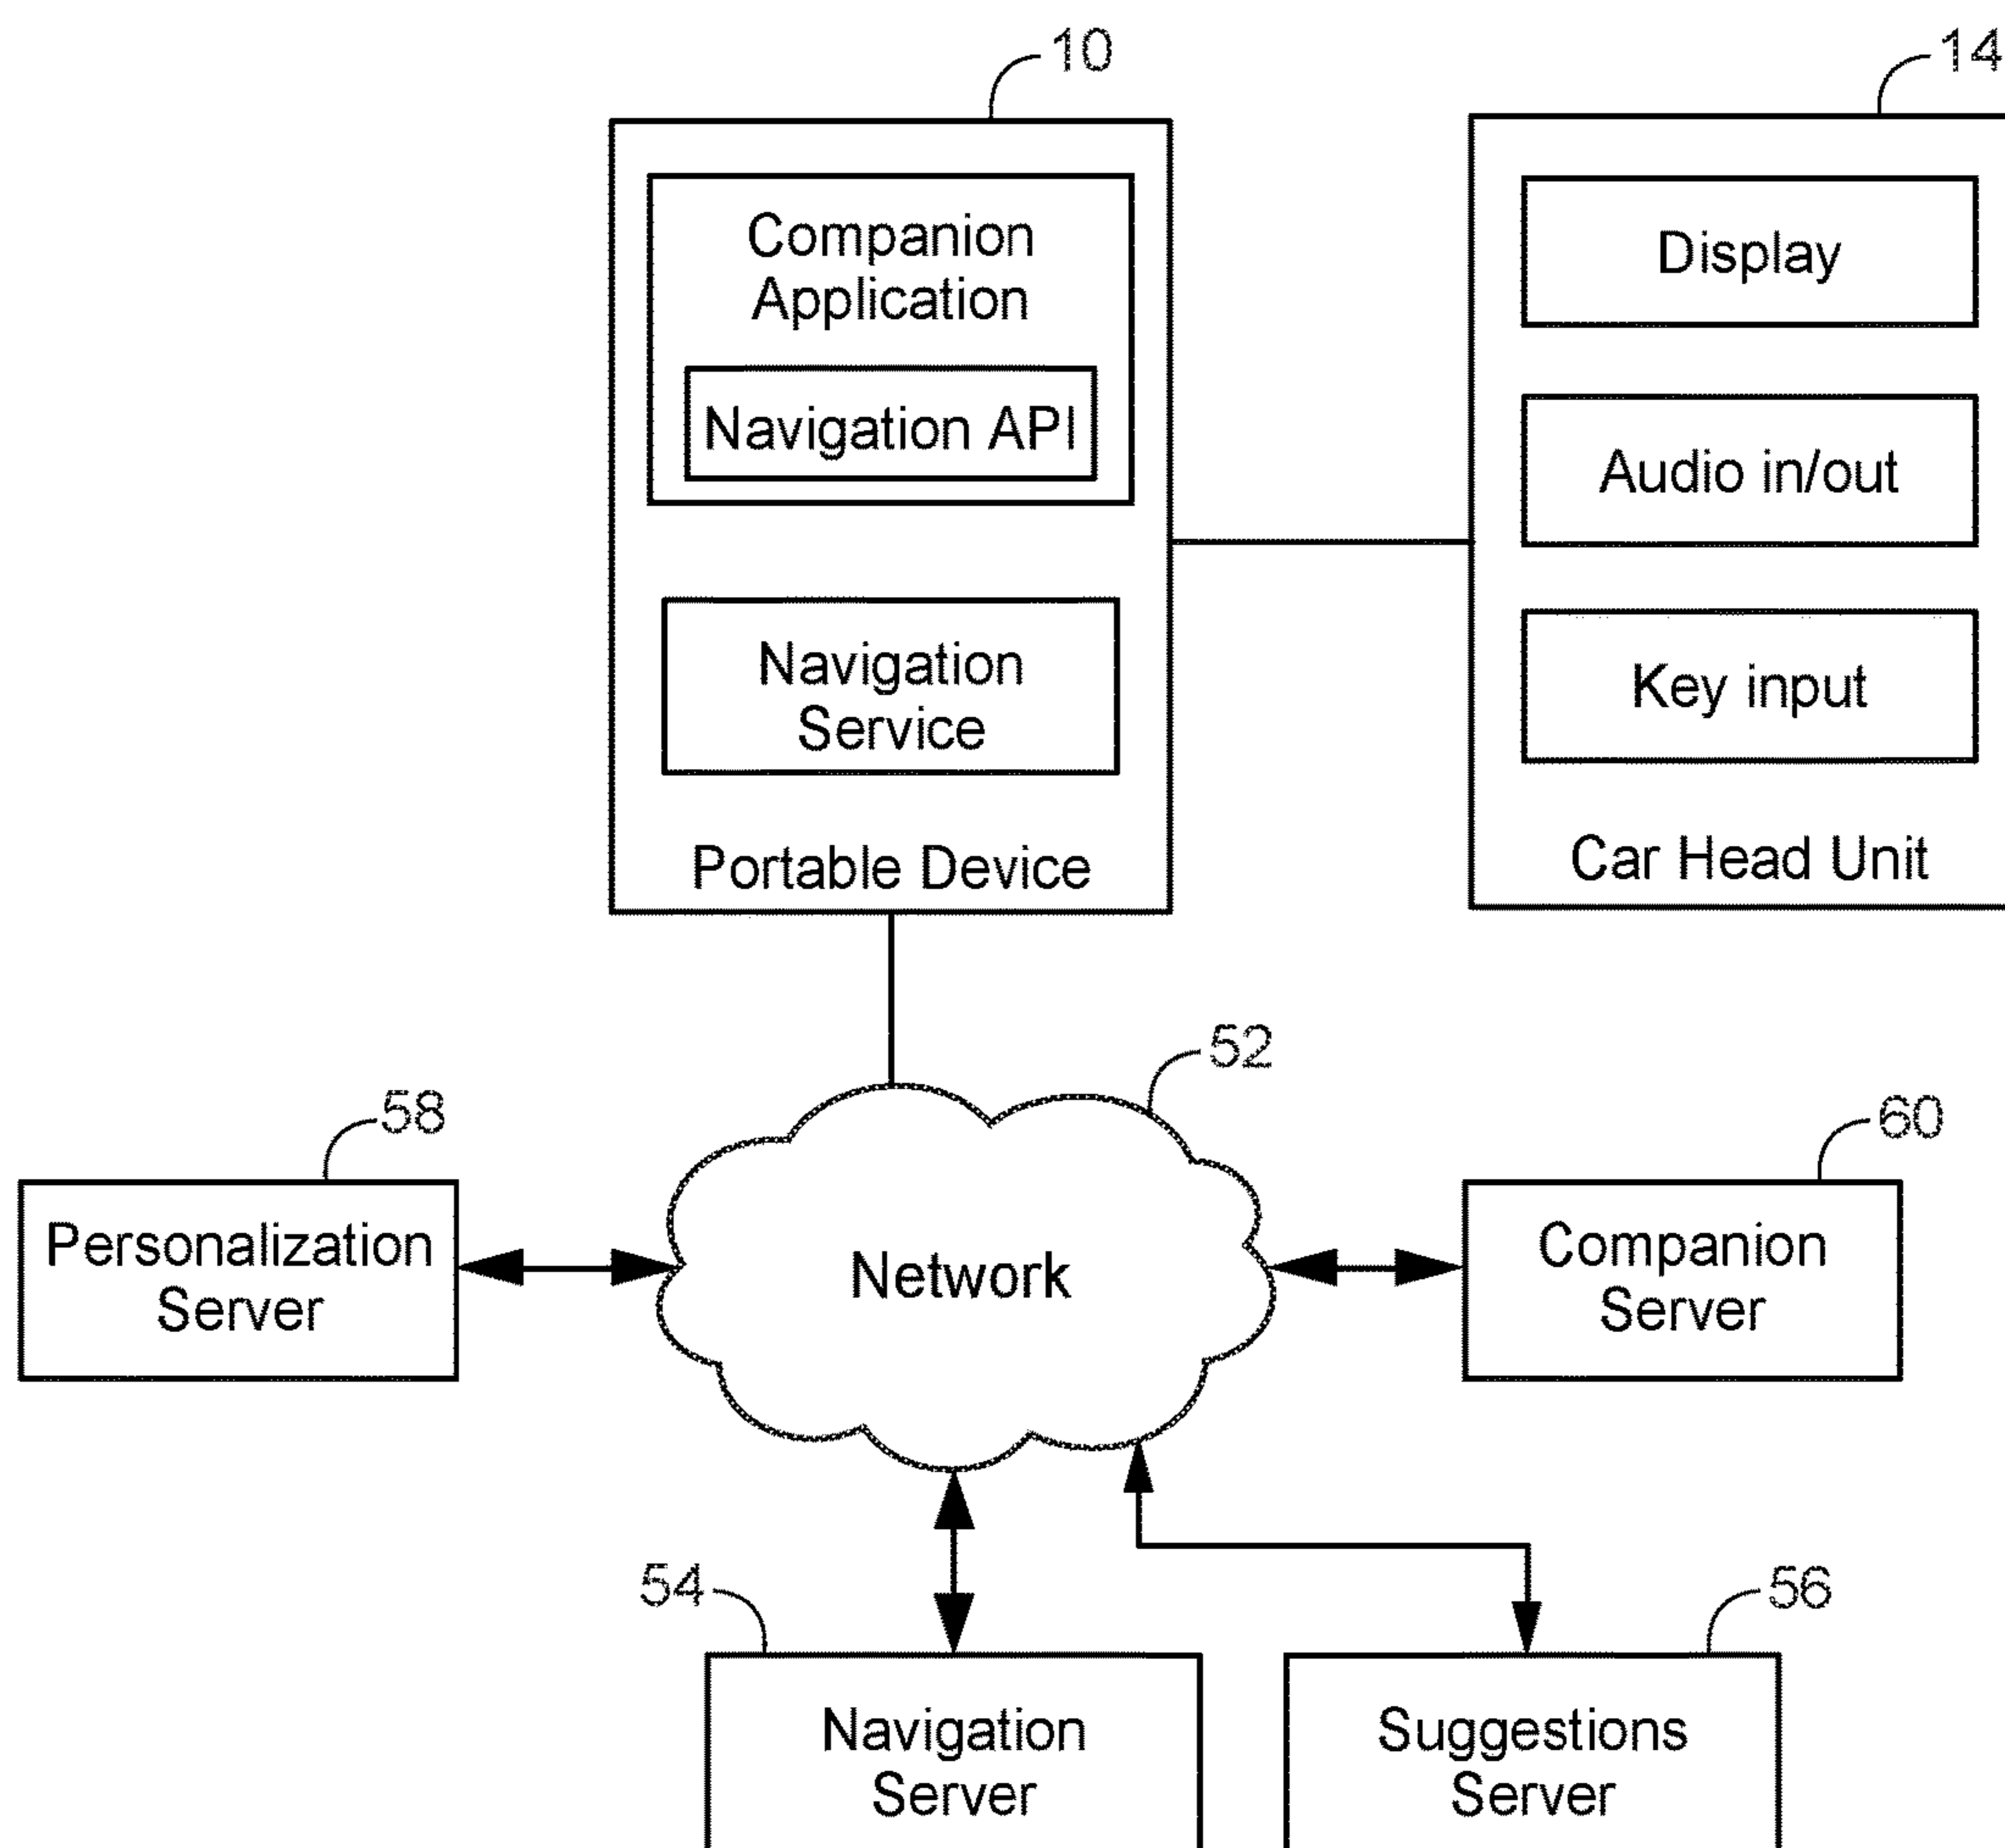 10
14
Companion
Application
Navigation API
Navigation
Service
Portable Device
Display
Audio in/out
Key input
Car Head Unit
52
58
60
Personalization
Server
Network
Companion
Server
54
56
Navigation
Server
Suggestions
Server